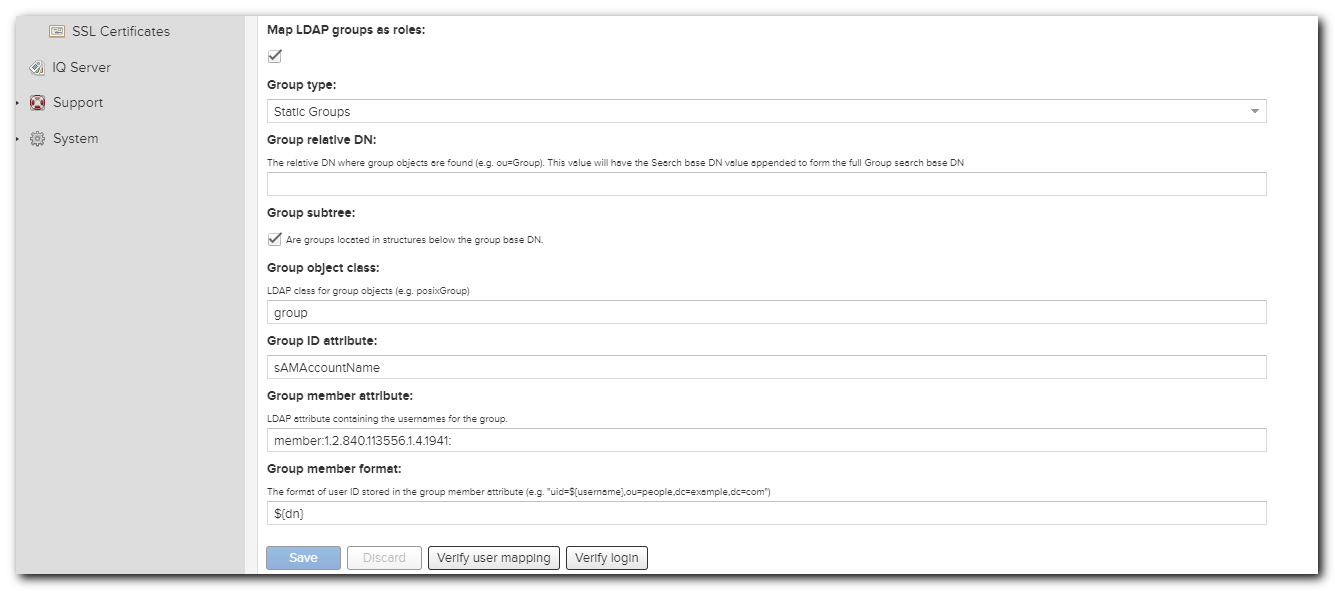 SSL Certificates
IQ Server
Support
System
Map LDAP groups as roles:
Group type:
Static Groups
Group relative DN:
The relative DN where group objects are found (e.g. ou=Group). This value will have the Search base DN value appended to form the full Group search base DN
Group subtree:
Are groups located in structures below the group base DN.
Group object class:
LDAP class for group objects (e.g. posixGroup)
group
Group ID attribute:
sAMAccountName
Group member attribute:
LDAP attribute containing the usernames for the group.
member:1.2.840.113556.1.4.1941:
Group member format:
The format of user ID stored in the group member attribute (e.g. "uid=${username},ou=people,dc=example,dc=com")
${dn}
Save Discard Verify user mapping Verify login